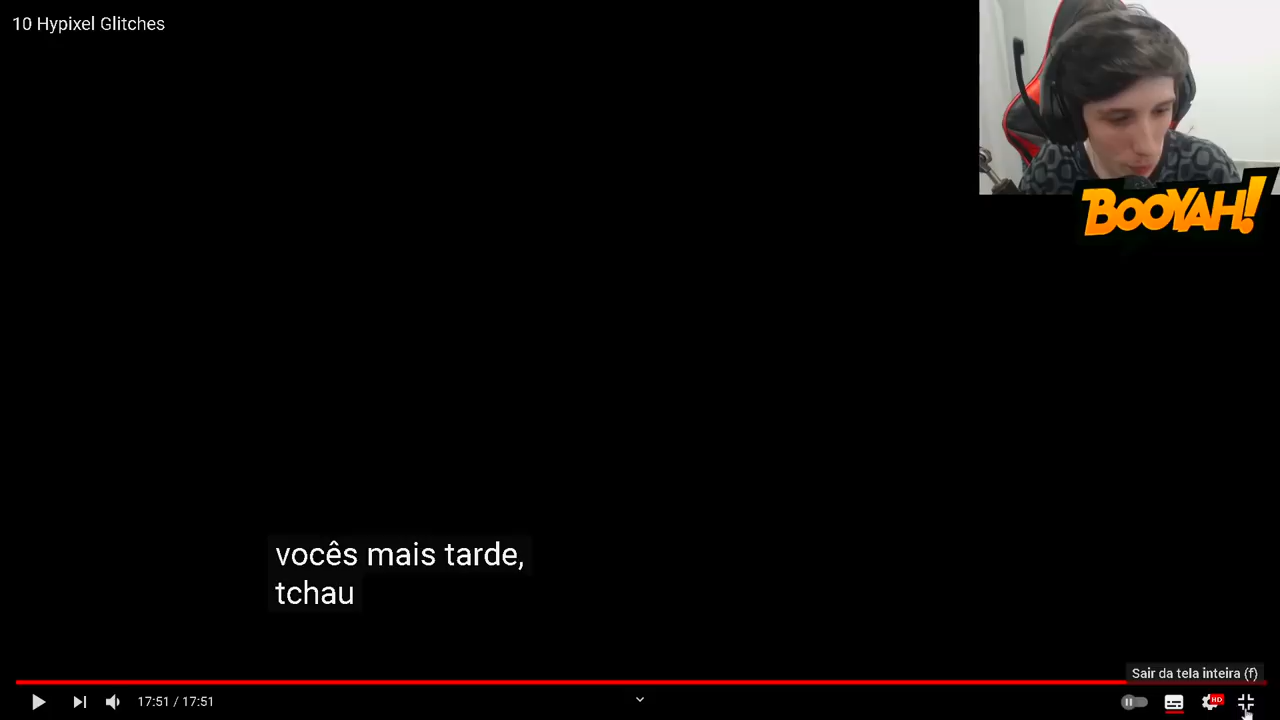 10 Hypixel Glitches
BOOYAH!
vocês mais tarde,
tchau
Sair da tela inteira (f)
17:51 / 17:51
HD